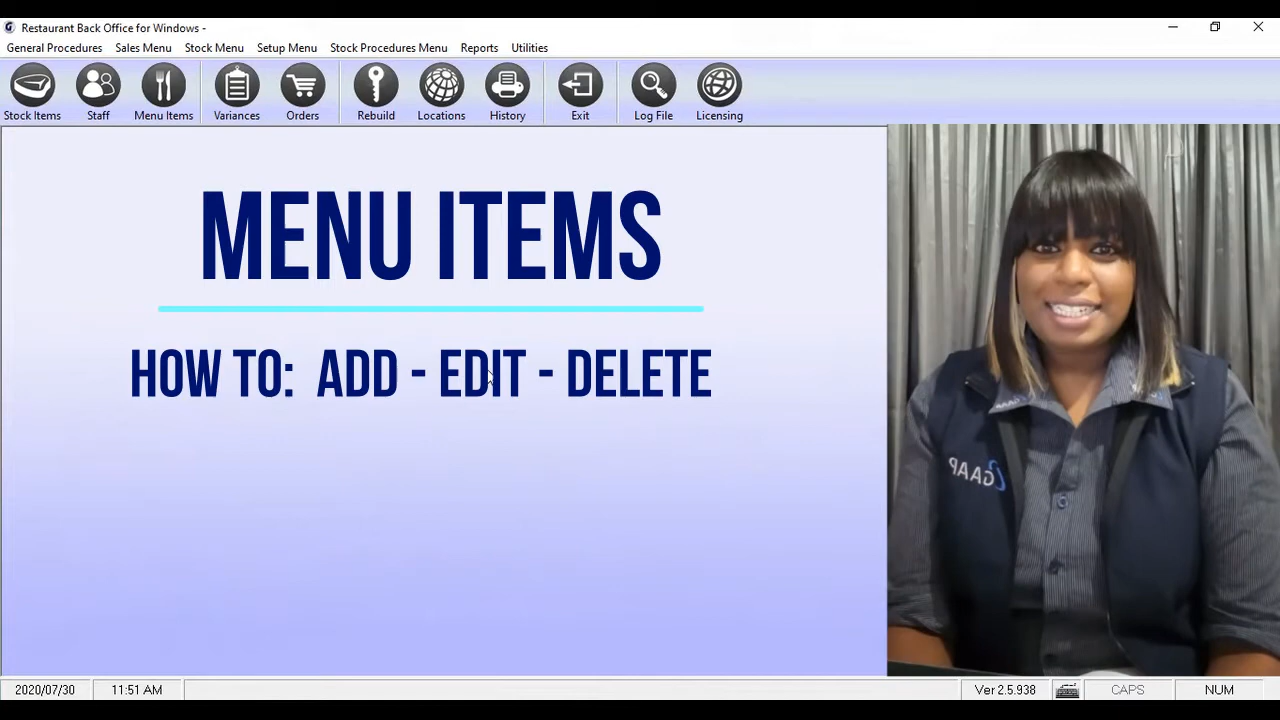 Restaurant Back Office for Windows -
General Procedures Sales Menu Stock Menu Setup Menu Stock Procedures Menu Reports Utilities
Stock Items Staff Menu Items Variances Orders Rebuild Locations History Exit Log File Licensing
MENU ITEMS
HOW TO: ADD - EDIT - DELETE
GAAP
2020/07/30 11:51 AM Ver 2.5.938 CAPS NUM